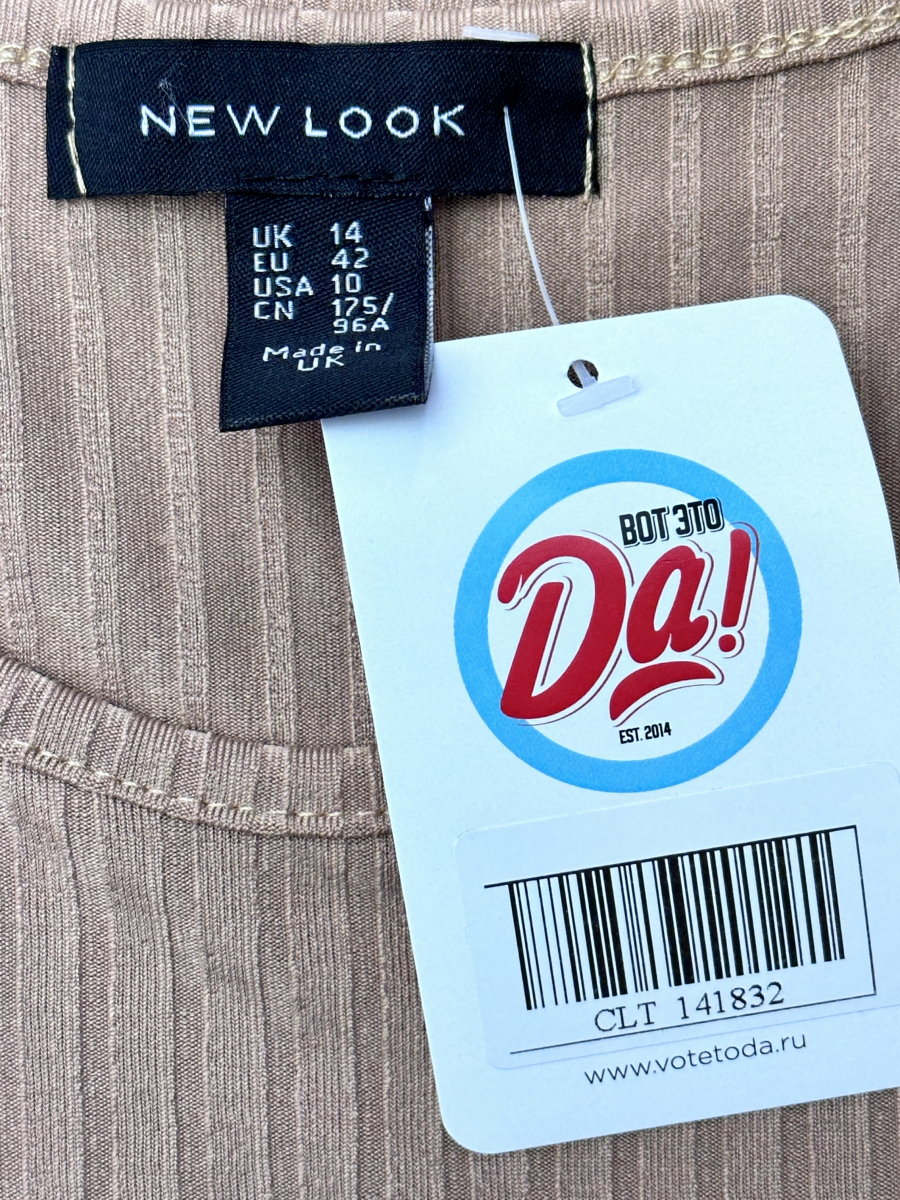 NEW LOOK
UK 14
EU 42
USA 10
CN 175/
96A
Made in
UK
ВОТ ЭТО
Да!
EST. 2014
CLT 141832
www.votetoda.ru